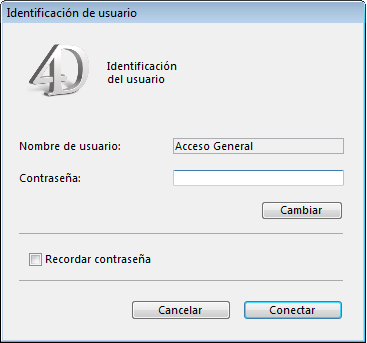 Identificación de usuario
4D
Identificación
del usuario
Nombre de usuario: Acceso General
Contraseña:
Cambiar
Recordar contraseña
Cancelar Conectar